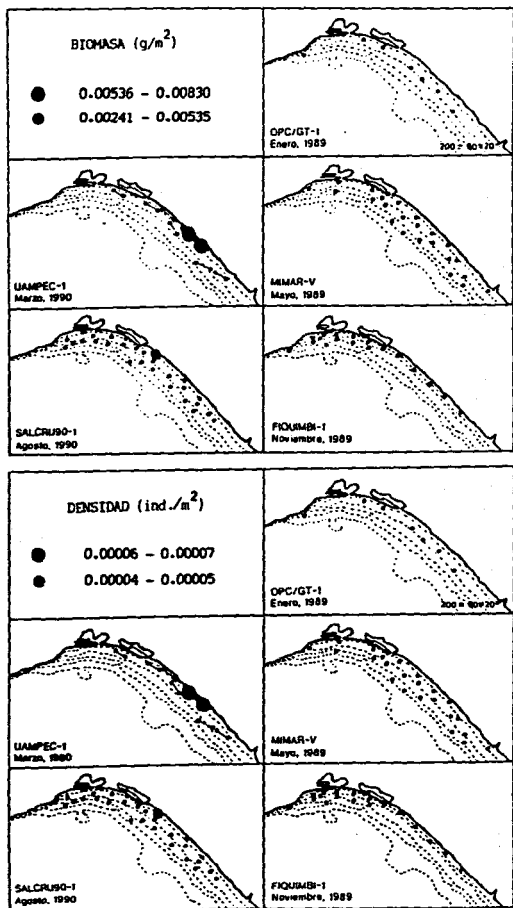 BIOMASA (g/m²)
0.00536 - 0.00830
0.00241 - 0.00535
OPC/GT-1
Enero, 1989
200 m 90 m 20
UAMPEC-1
Marzo, 1990
MIMAR-V
Mayo, 1989
SALCRU90-1
Agosto, 1990
FIQUIMBI-1
Noviembre, 1989
DENSIDAD (ind./m²)
0.00006 - 0.00007
0.00004 - 0.00005
OPC/GT-1
Enero, 1989
UAMPEC-1
Marzo, 1980
MIMAR-V
Mayo, 1989
SALCRU90-1
Agosto, 1990
FIQUIMBI-1
Noviembre, 1989